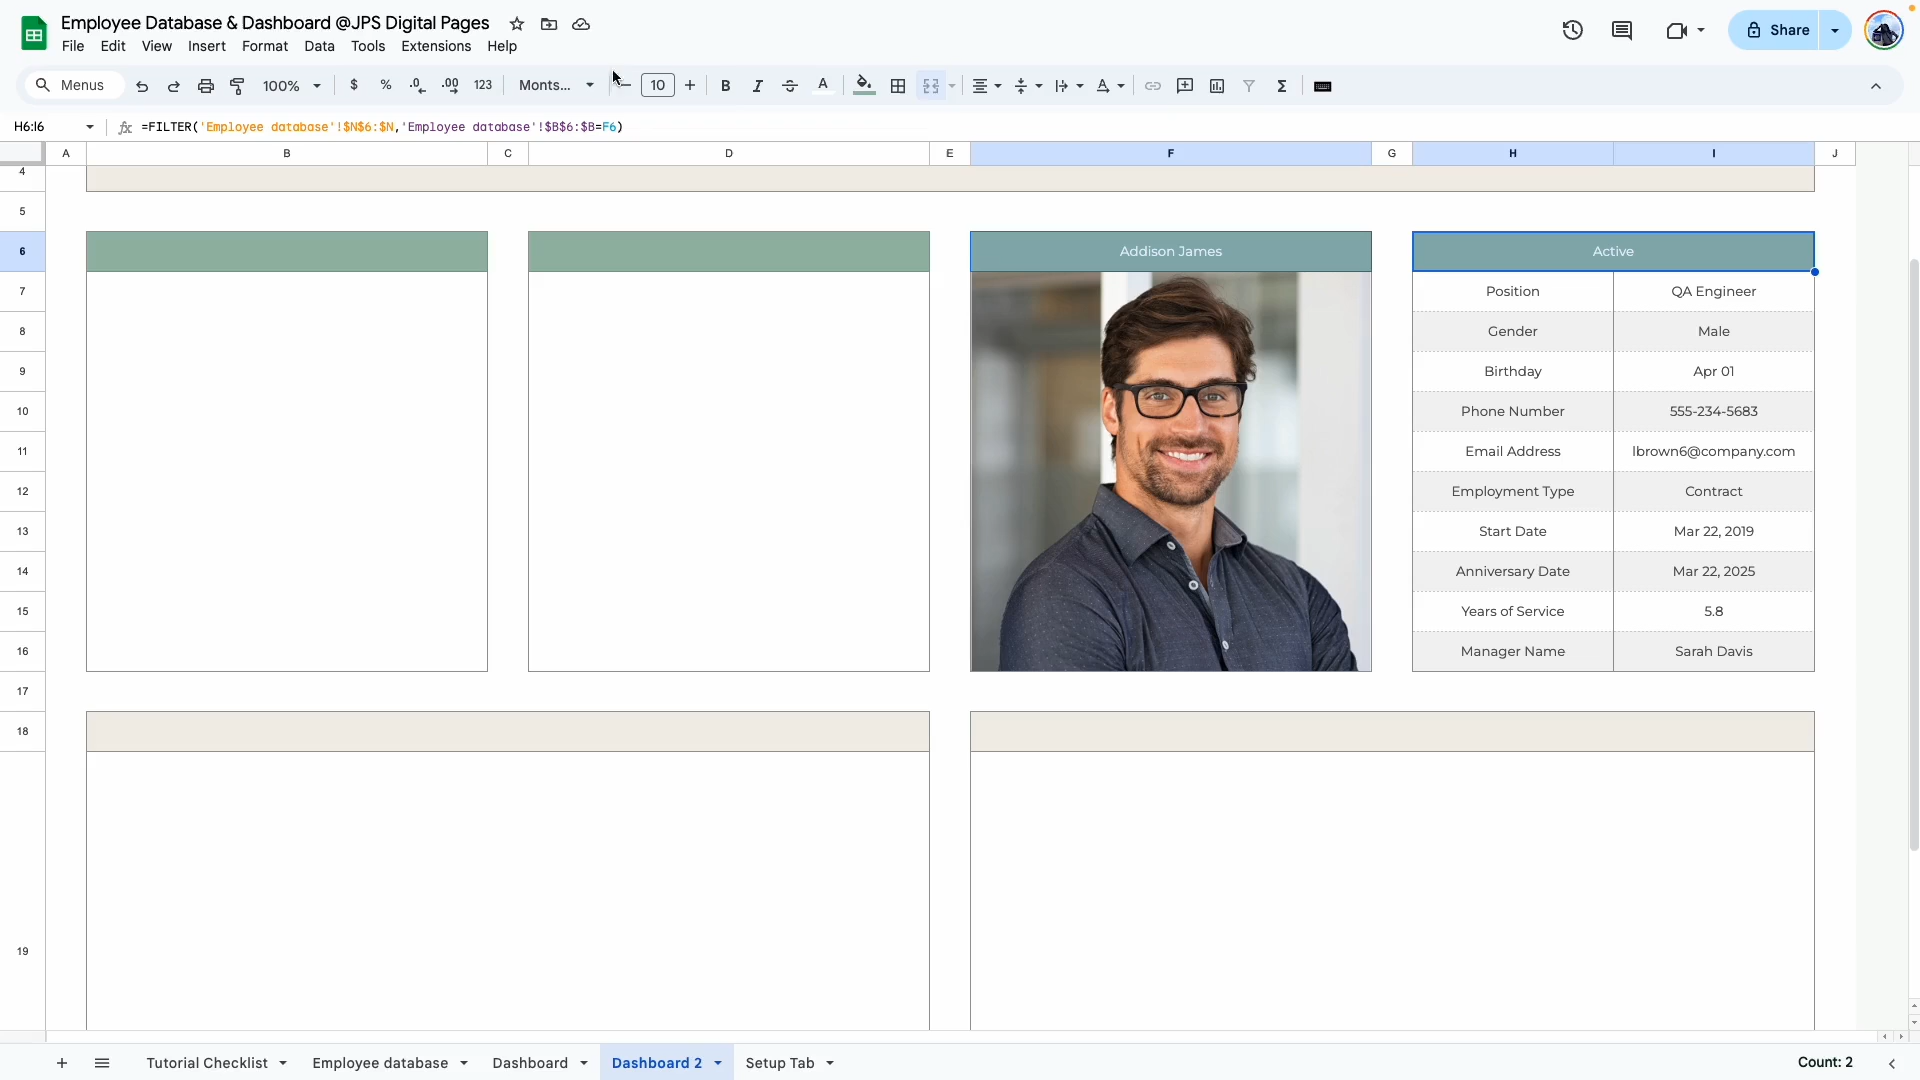 Employee Database & Dashboard @JPS Digital Pages
Share
File Edit View Insert Format Data Tools Extensions Help
Menus 100% $ % .0 .00 123 Monts... 10 B I S A A Σ
H6:I6 fx =FILTER('Employee database'!$N$6:$N,'Employee database'!$B$6:$B=F6)
A B C D E F G H I J
4
5
6 Addison James Active
7 Position QA Engineer
8 Gender Male
9 Birthday Apr 01
10 Phone Number 555-234-5683
11 Email Address lbrown6@company.com
12 Employment Type Contract
13 Start Date Mar 22, 2019
14 Anniversary Date Mar 22, 2025
15 Years of Service 5.8
16 Manager Name Sarah Davis
17
18
19
Tutorial Checklist Employee database Dashboard Dashboard 2 Setup Tab Count: 2